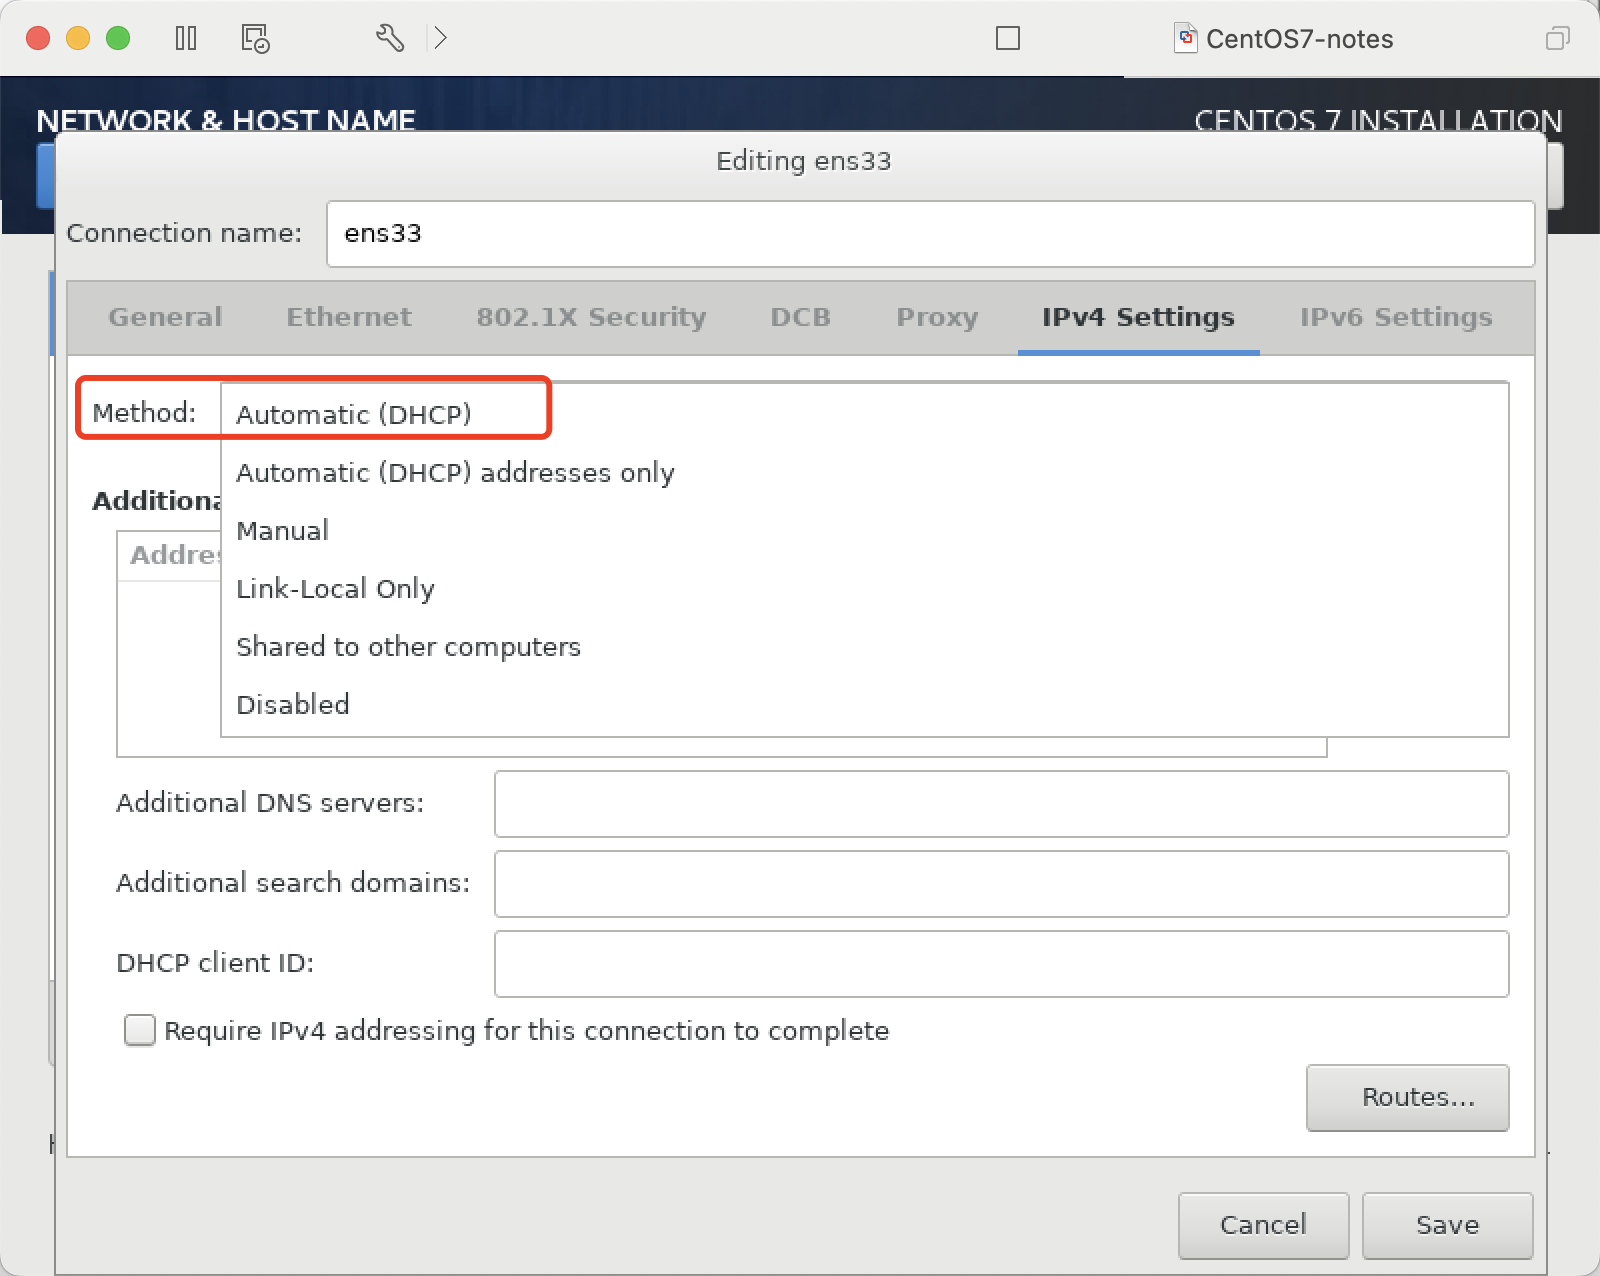 CentOS7-notes
NETWORK & HOST NAME
CENTOS 7 INSTALLATION
Editing ens33
Connection name: ens33
General Ethernet 802.1X Security DCB Proxy IPv4 Settings IPv6 Settings
Method: Automatic (DHCP)
Automatic (DHCP) addresses only
Manual
Link-Local Only
Shared to other computers
Disabled
Additional DNS servers:
Additional search domains:
DHCP client ID:
Require IPv4 addressing for this connection to complete
Routes...
Cancel Save